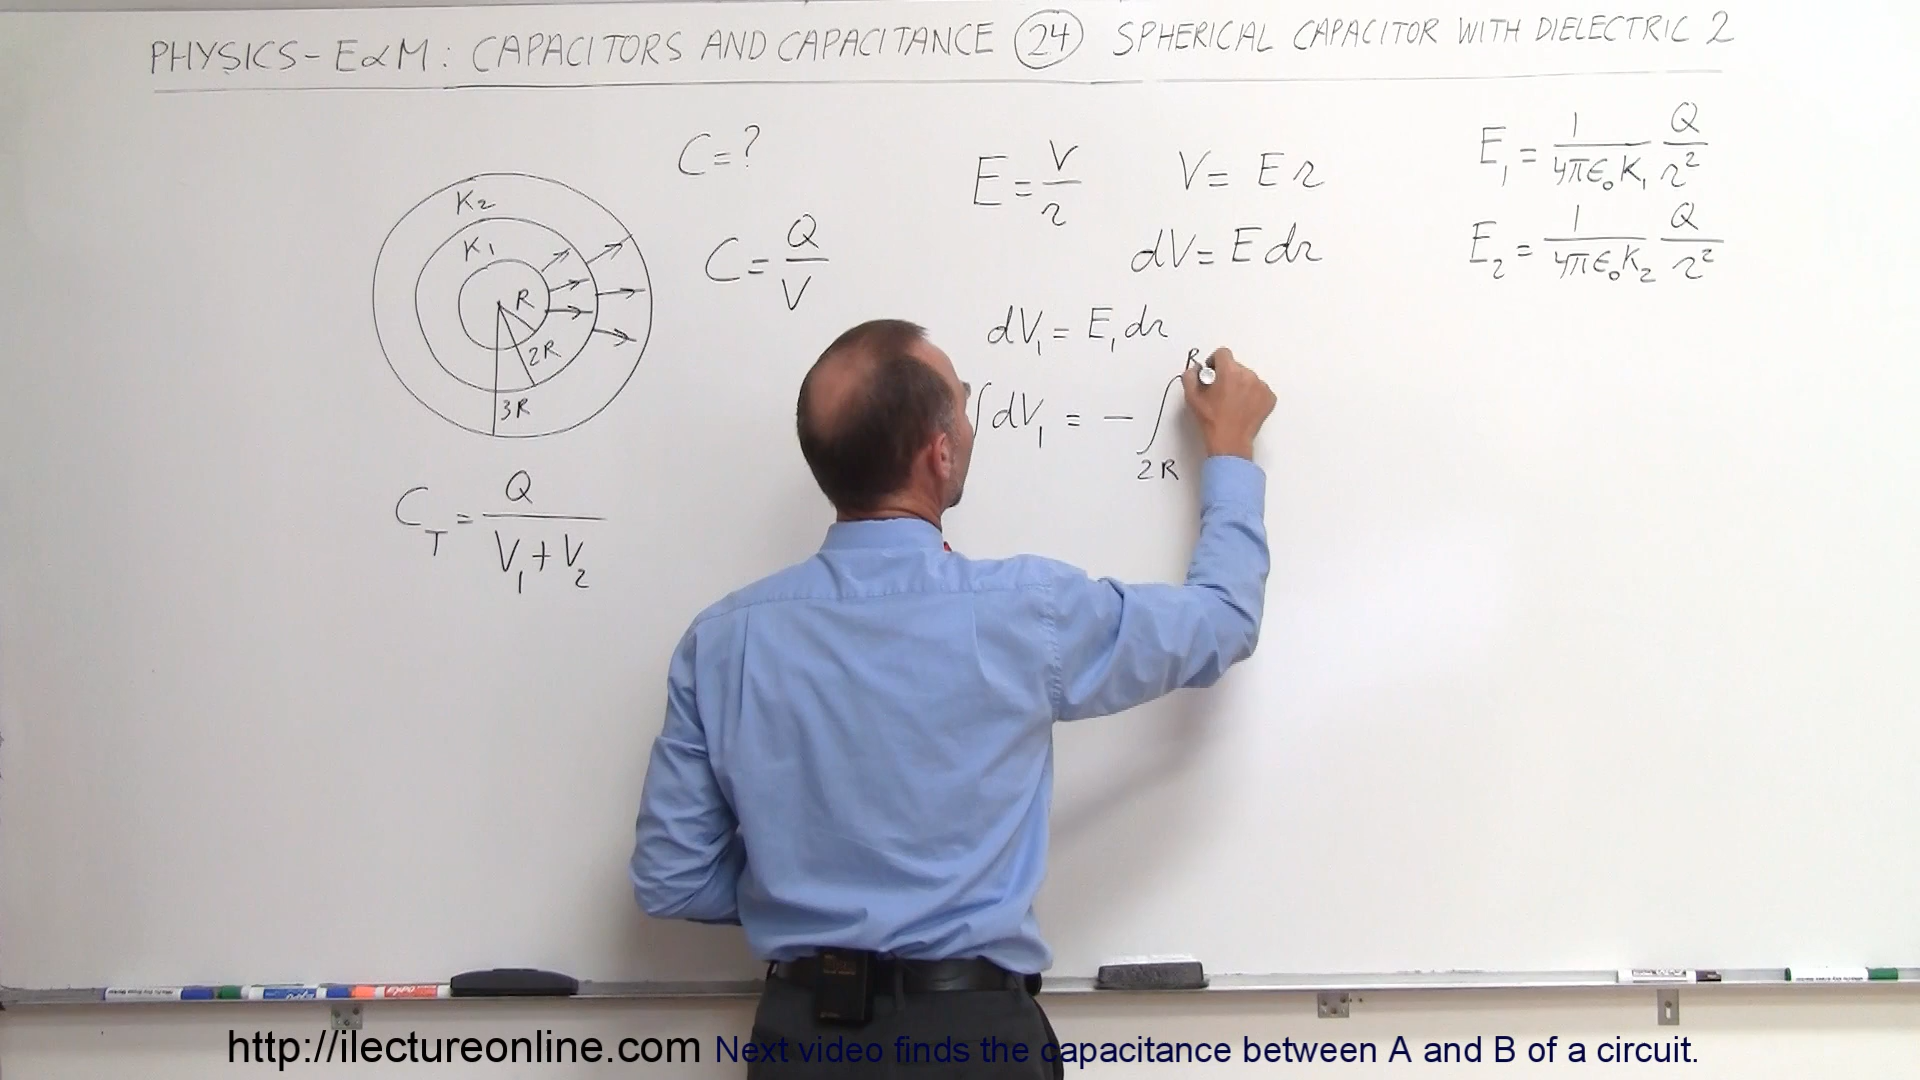 PHYSICS - E∝M: CAPACITORS AND CAPACITANCE 24 SPHERICAL CAPACITOR WITH DIELECTRIC 2
C = ?
C = Q/V
K2
K1
R
2R
3R
C_T = Q/(V1 + V2)
E = V/r
V = E r
dV = E dr
dV1 = E1 dr
∫dV1 = - ∫ 2R R
E1 = 1/(4πϵ0K1) Q/r²
E2 = 1/(4πϵ0K2) Q/r²
http://ilectureonline.com Next video finds the capacitance between A and B of a circuit.